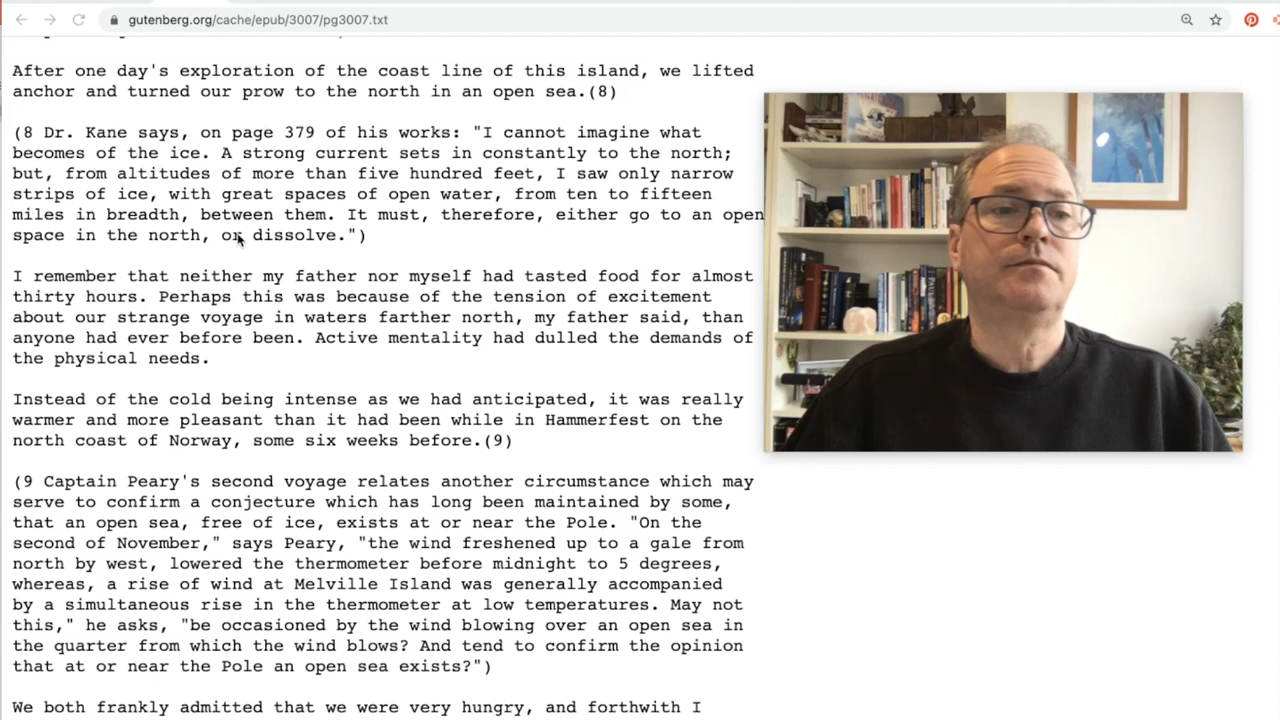 gutenberg.org/cache/epub/3007/pg3007.txt
After one day's exploration of the coast line of this island, we lifted
anchor and turned our prow to the north in an open sea.(8)
(8 Dr. Kane says, on page 379 of his works: "I cannot imagine what
becomes of the ice. A strong current sets in constantly to the north;
but, from altitudes of more than five hundred feet, I saw only narrow
strips of ice, with great spaces of open water, from ten to fifteen
miles in breadth, between them. It must, therefore, either go to an open
space in the north, or dissolve.")
I remember that neither my father nor myself had tasted food for almost
thirty hours. Perhaps this was because of the tension of excitement
about our strange voyage in waters farther north, my father said, than
anyone had ever before been. Active mentality had dulled the demands of
the physical needs.
Instead of the cold being intense as we had anticipated, it was really
warmer and more pleasant than it had been while in Hammerfest on the
north coast of Norway, some six weeks before.(9)
(9 Captain Peary's second voyage relates another circumstance which may
serve to confirm a conjecture which has long been maintained by some,
that an open sea, free of ice, exists at or near the Pole. "On the
second of November," says Peary, "the wind freshened up to a gale from
north by west, lowered the thermometer before midnight to 5 degrees,
whereas, a rise of wind at Melville Island was generally accompanied
by a simultaneous rise in the thermometer at low temperatures. May not
this," he asks, "be occasioned by the wind blowing over an open sea in
the quarter from which the wind blows? And tend to confirm the opinion
that at or near the Pole an open sea exists?")
We both frankly admitted that we were very hungry, and forthwith I